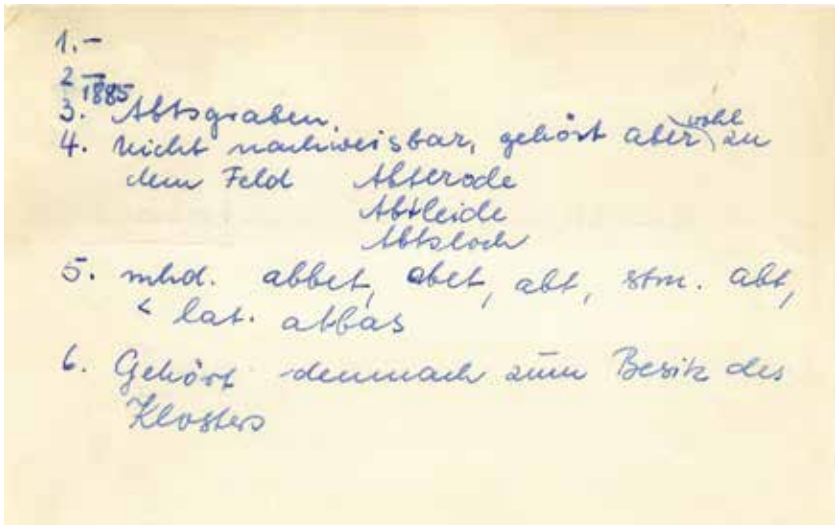 1. –
2. –
3. 1885 Abtsgraben.
4. nicht nachweisbar, gehört aber wohl zu
dem Feld Abterode
Abtleide
Abtsloch
5. mhd. abbet, abet, abt, stm. abt,
< lat. abbas
6. Gehört demnach zum Besitz des
Klosters